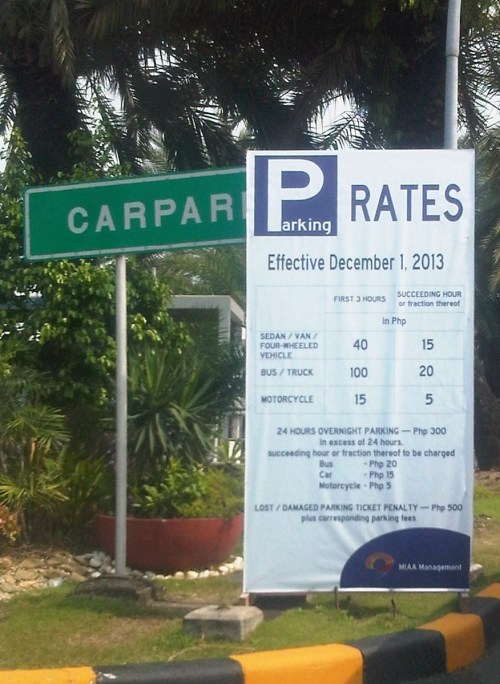 CARPARK
Parking RATES
Effective December 1, 2013
FIRST 3 HOURS
SUCCEEDING HOUR
or fraction thereof
in Php
SEDAN / VAN /
FOUR-WHEELED
VEHICLE
40
15
BUS / TRUCK
100
20
MOTORCYCLE
15
5
24 HOURS OVERNIGHT PARKING — Php 300
in excess of 24 hours,
succeeding hour or fraction thereof to be charged
Bus - Php 20
Car - Php 15
Motorcycle - Php 5
LOST / DAMAGED PARKING TICKET PENALTY — Php 500
plus corresponding parking fees
MIAA Management